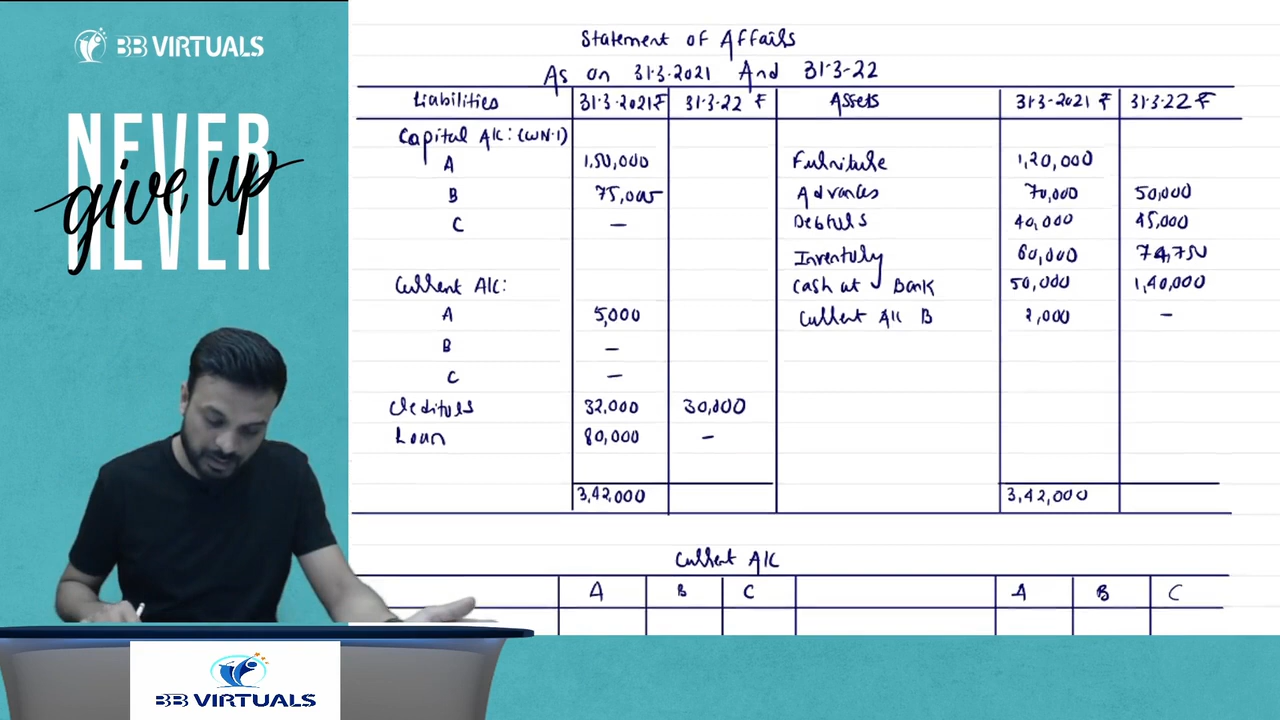 BB VIRTUALS
NEVER
give up
NEVER
Statement of Affairs
As on 31·3·2021 And 31·3-22
Liabilities 31·3·2021 ₹ 31·3-22 ₹ Assets 31·3-2021 ₹ 31·3-22 ₹
Capital A/c: (WN·1)
A 1,50,000 Furniture 1,20,000
B 75,000 Advances 70,000 50,000
C — Debtors 40,000 45,000
Inventory 60,000 74,750
Current A/c: Cash at Bank 50,000 1,40,000
A 5,000 Current A/c B 2,000 —
B —
C —
Creditors 32,000 30,000
Loan 80,000 —
3,42,000 3,42,000
Current A/c
A B C A B C
BB VIRTUALS